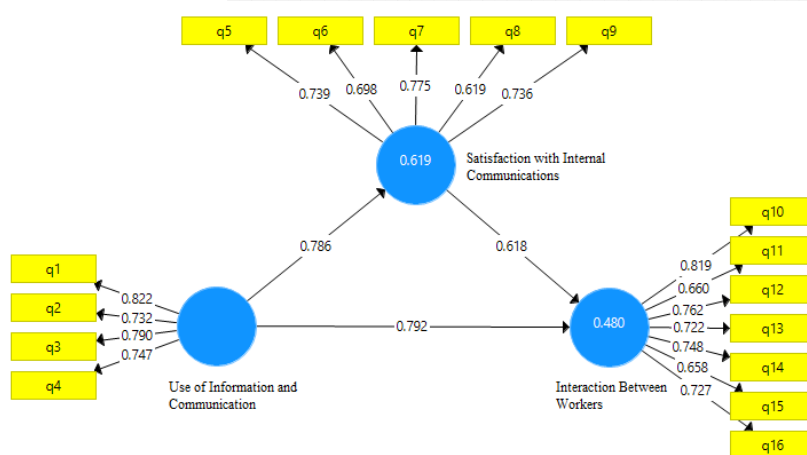 q5
q6
q7
q8
q9
0.739
0.698
0.775
0.619
0.736
0.619
Satisfaction with Internal
Communications
0.786
0.618
q1
q2
q3
q4
0.822
0.732
0.790
0.747
Use of Information and
Communication
0.792
0.480
Interaction Between
Workers
0.819
0.660
0.762
0.722
0.748
0.658
0.727
q10
q11
q12
q13
q14
q15
q16